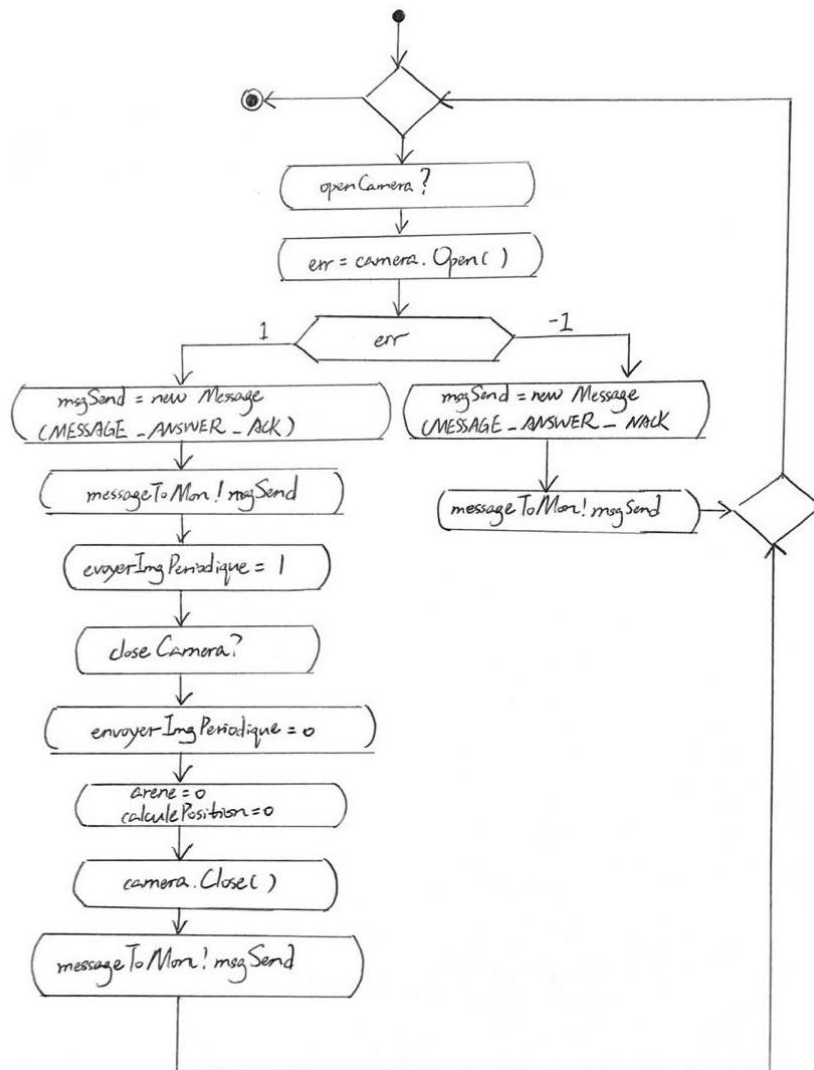 openCamera?
err = camera.Open()
err
1
-1
msgSend = new Message
(MESSAGE_ANSWER_ACK)
msgSend = new Message
(MESSAGE_ANSWER_NACK
messageToMon!msgSend
messageToMon!msgSend
evoyerImgPeriodique = 1
closeCamera?
envoyerImgPeriodique = 0
arene=0
calculePosition=0
camera.Close()
messageToMon!msgSend